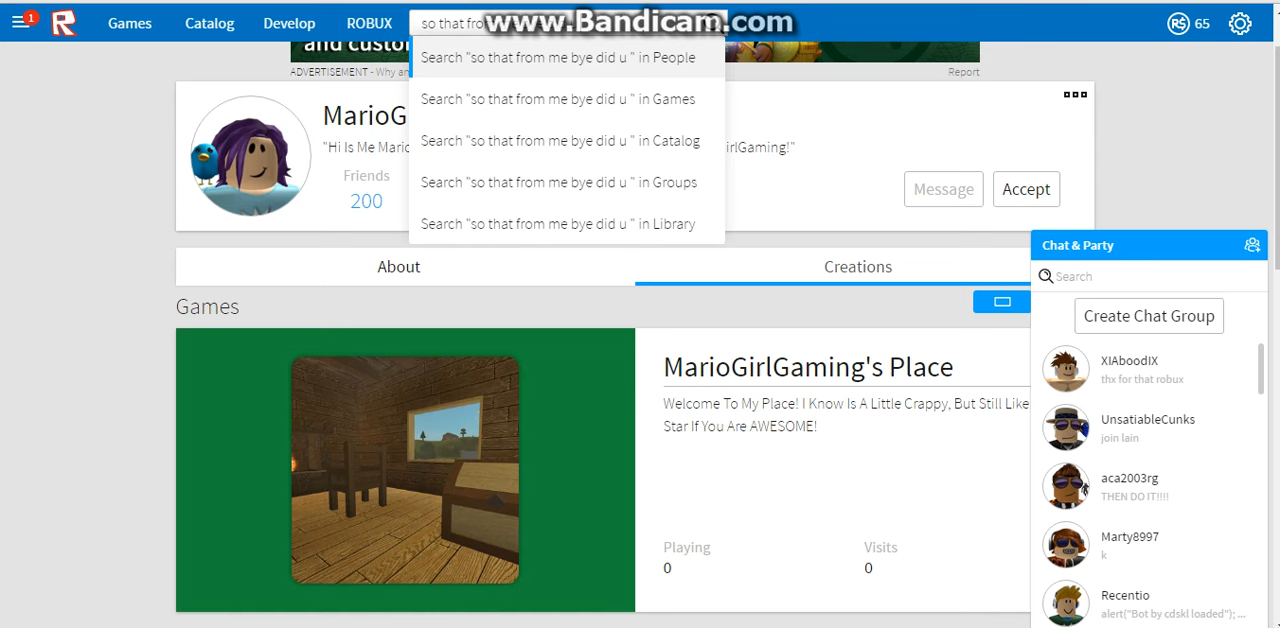 1
Games
Catalog
Develop
ROBUX
so that from me
www.Bandicam.com
R$ 65
and custom
Search "so that from me bye did u " in People
Search "so that from me bye did u " in Games
Search "so that from me bye did u " in Catalog
Search "so that from me bye did u " in Groups
Search "so that from me bye did u " in Library
ADVERTISEMENT - Why
Report
MarioG
"Hi Is Me Mario
irlGaming!"
Friends
200
Message
Accept
About
Creations
Games
MarioGirlGaming's Place
Welcome To My Place! I Know Is A Little Crappy, But Still Like
Star If You Are AWESOME!
Playing
0
Visits
0
Chat & Party
Search
Create Chat Group
XIAboodIX
thx for that robux
UnsatiableCunks
join lain
aca2003rg
THEN DO IT!!!!
Marty8997
k
Recentio
alert("Bot by cdskl loaded"); ...